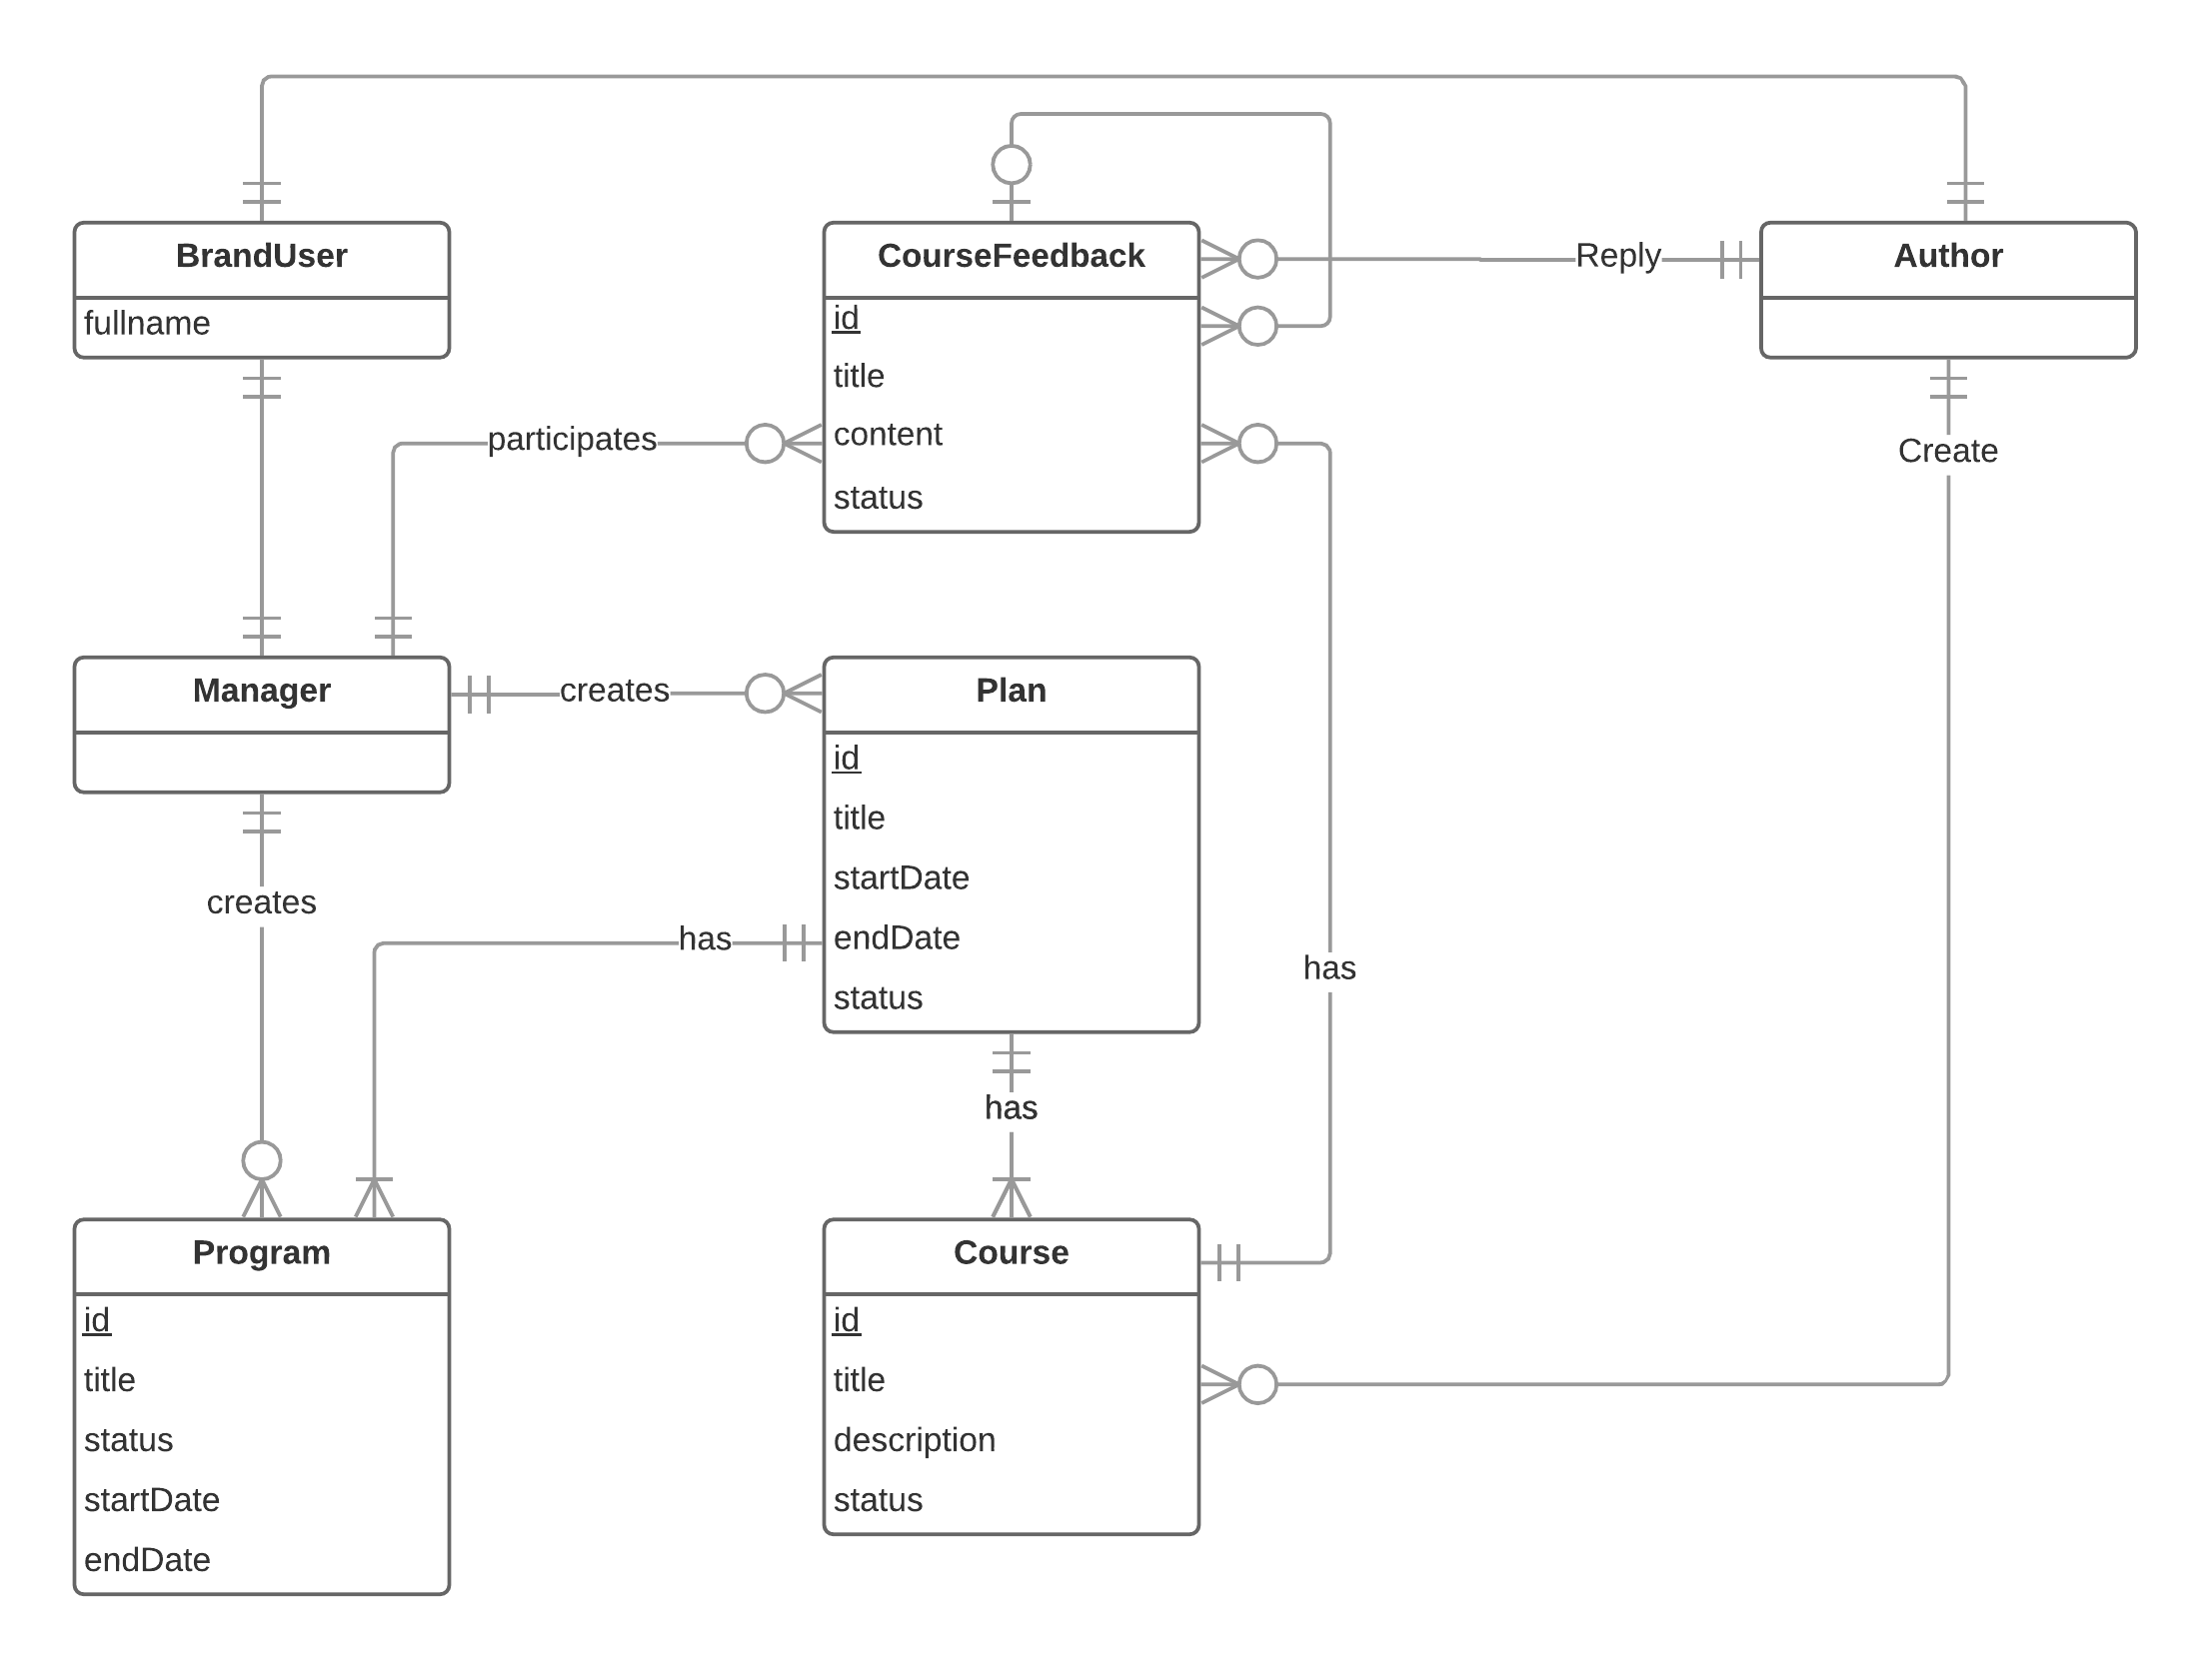 BrandUser
fullname
CourseFeedback
id
title
content
status
Reply
Author
Create
participates
Manager
creates
Plan
id
title
startDate
endDate
status
creates
has
has
has
Program
id
title
status
startDate
endDate
Course
id
title
description
status